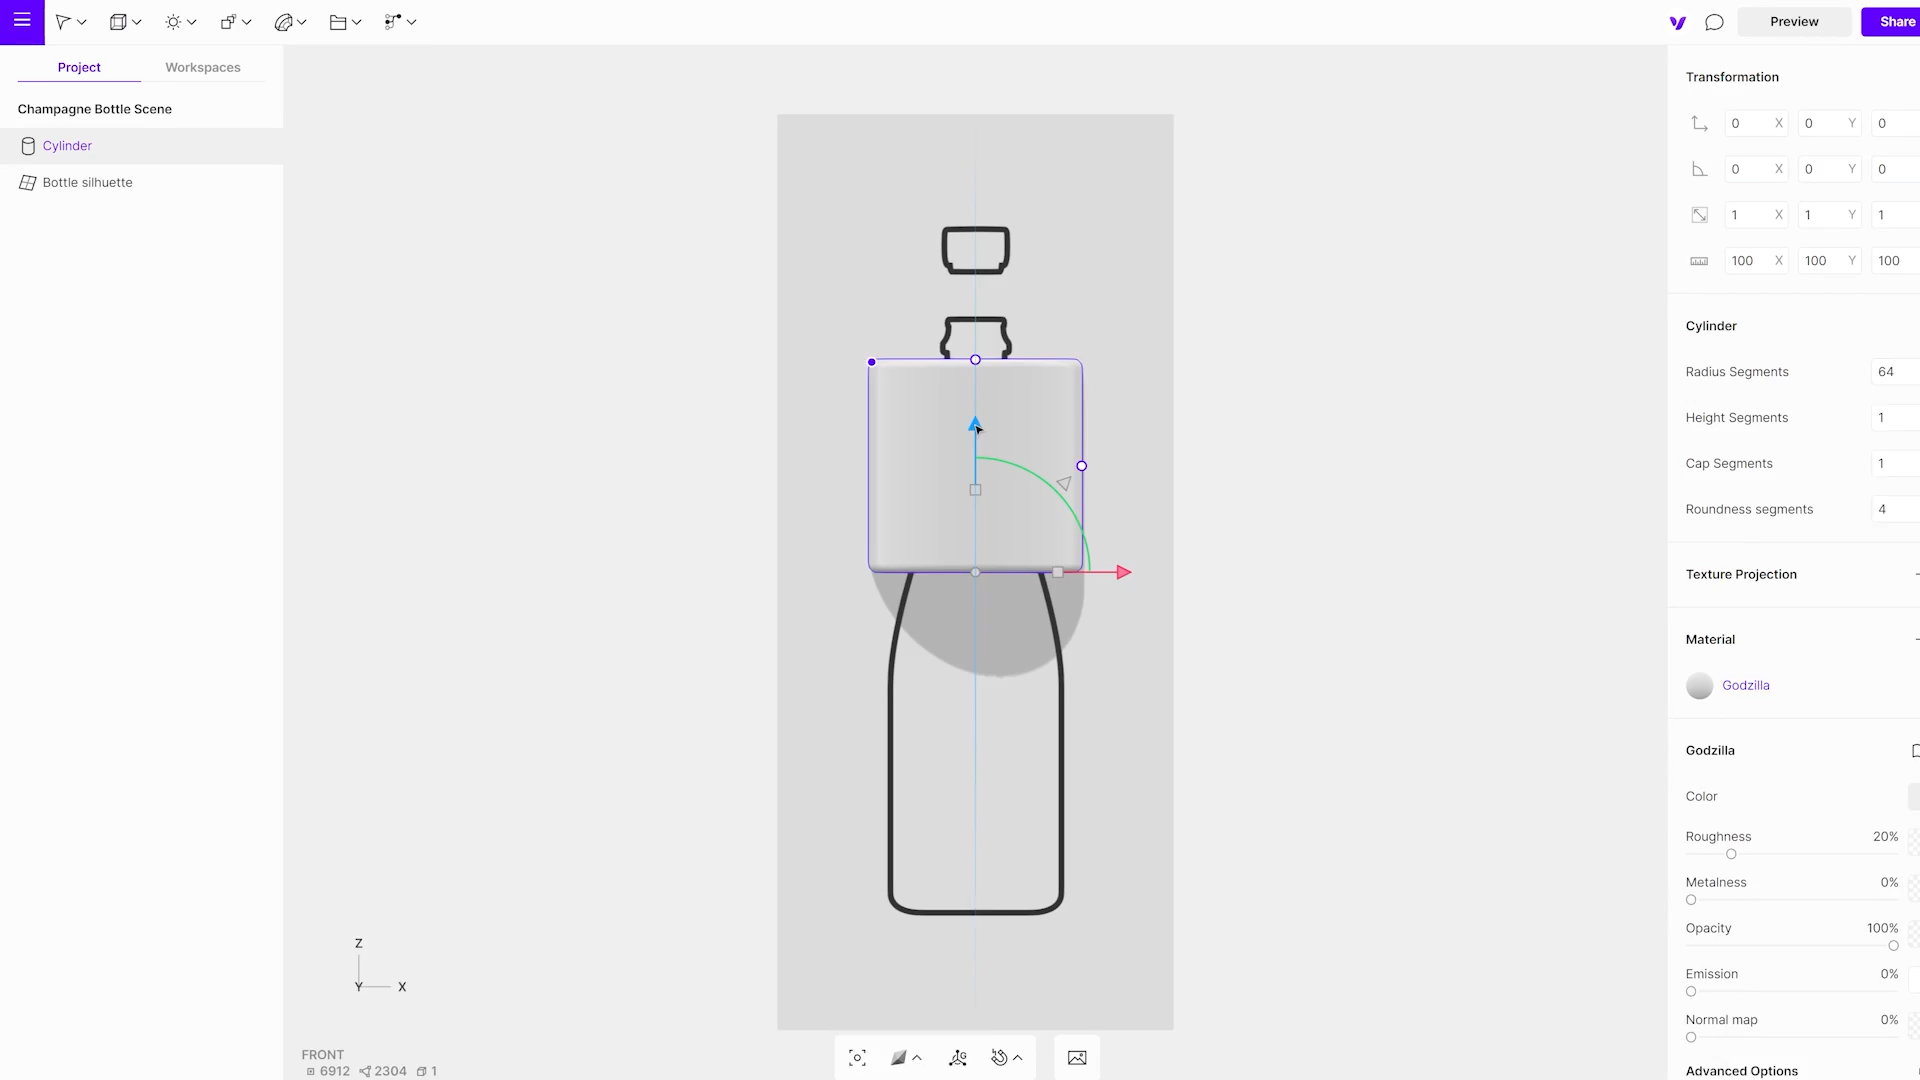 Preview
Share
Project
Workspaces
Champagne Bottle Scene
Cylinder
Bottle silhuette
Transformation
0 X 0 Y 0
0 X 0 Y 0
1 X 1 Y 1
100 X 100 Y 100
Cylinder
Radius Segments 64
Height Segments 1
Cap Segments 1
Roundness segments 4
Texture Projection
Material
Godzilla
Godzilla
Color
Roughness 20%
Metalness 0%
Opacity 100%
Emission 0%
Normal map 0%
Advanced Options
Z
Y X
FRONT
6912 2304 1